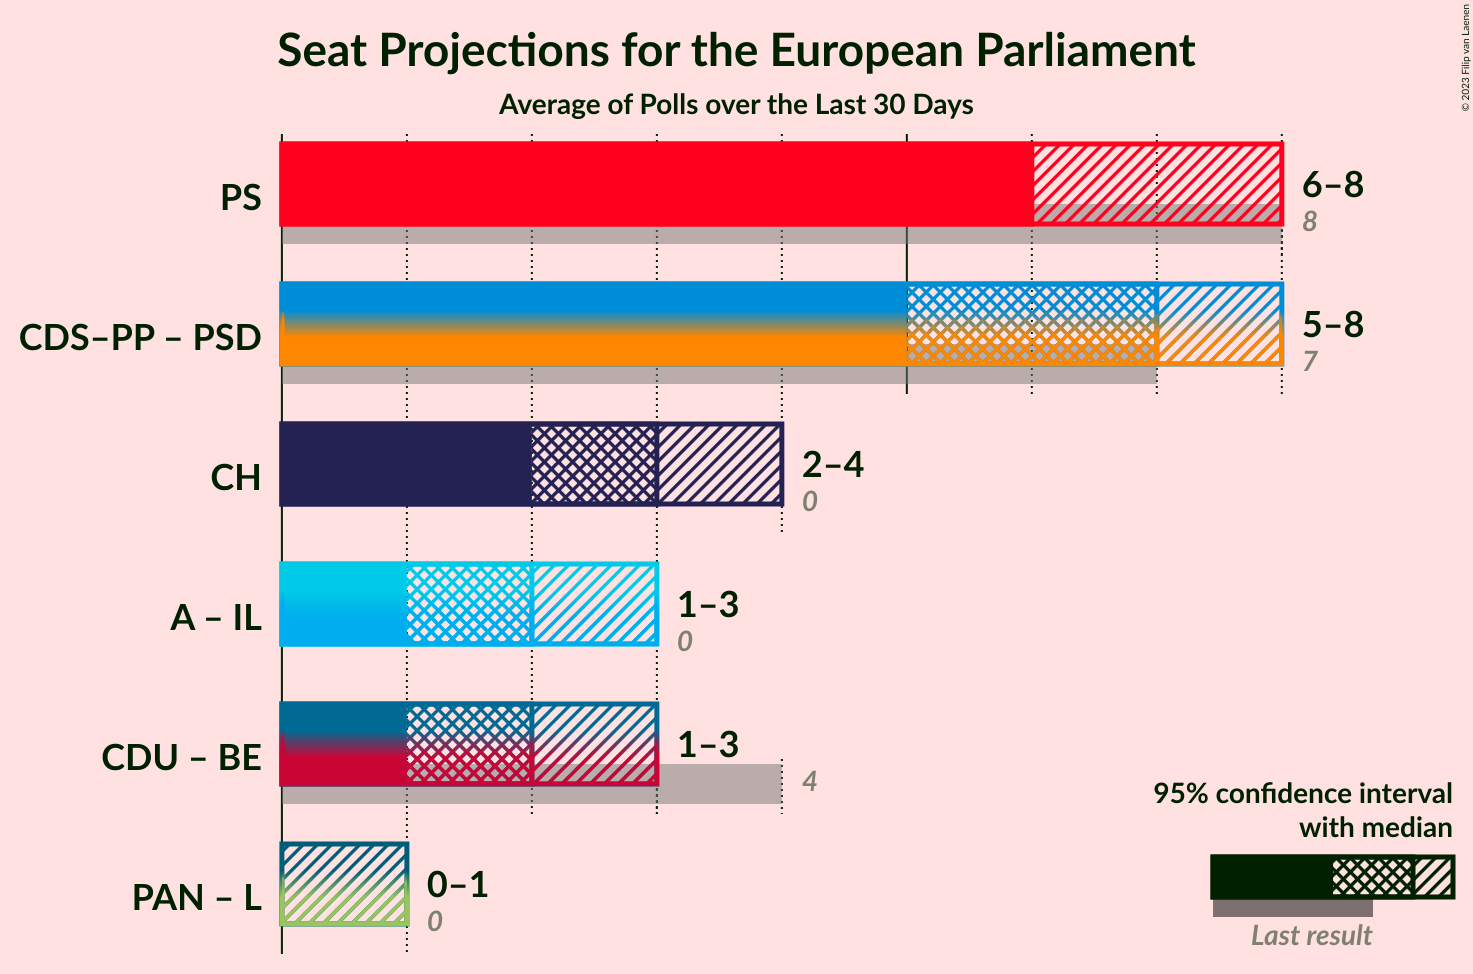 Seat Projections for the European Parliament
Average of Polls over the Last 30 Days
© 2023 Filip van Laenen
PS
6–8
8
CDS–PP – PSD
5–8
7
CH
2–4
0
A – IL
1–3
0
CDU – BE
1–3
4
PAN – L
0–1
0
95% confidence interval
with median
Last result